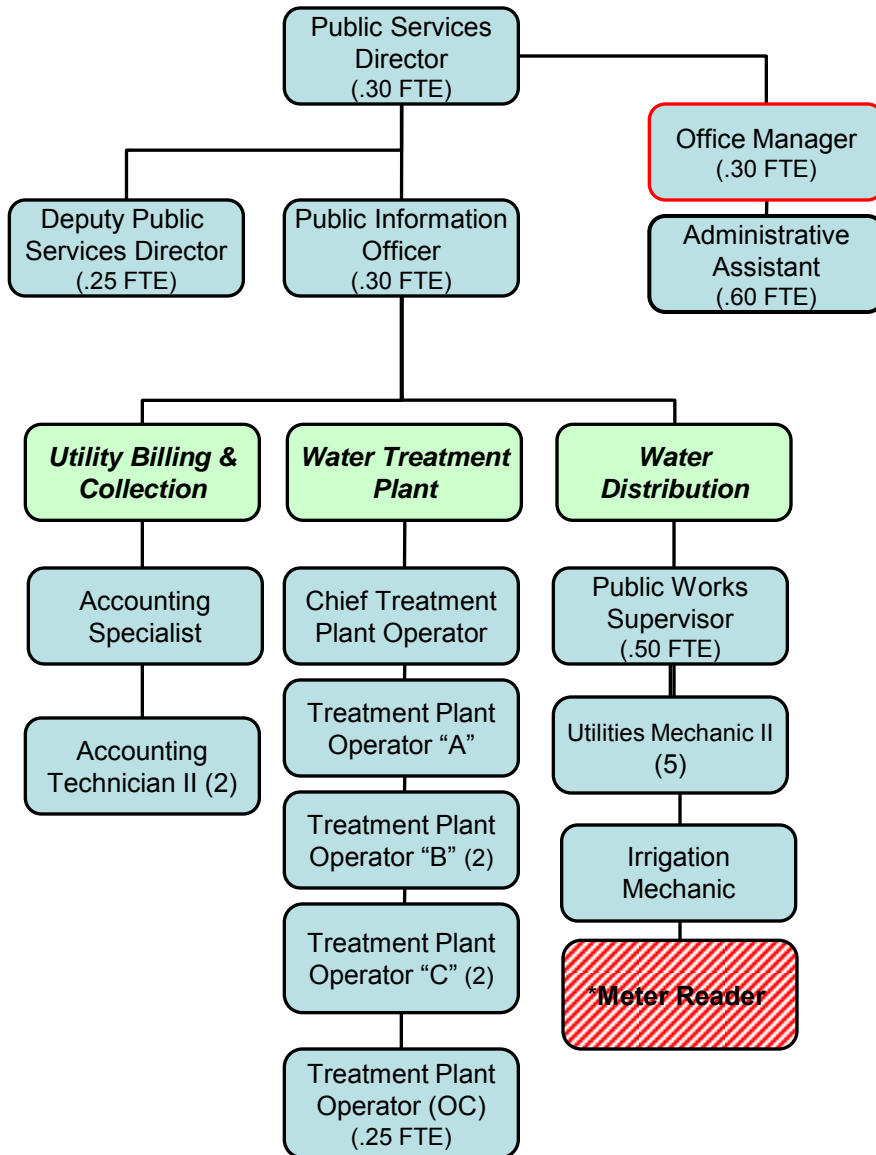 Public Services
Director
(.30 FTE)
Office Manager
(.30 FTE)
Deputy Public
Services Director
(.25 FTE)
Public Information
Officer
(.30 FTE)
Administrative
Assistant
(.60 FTE)
Utility Billing &
Collection
Water Treatment
Plant
Water
Distribution
Accounting
Specialist
Chief Treatment
Plant Operator
Public Works
Supervisor
(.50 FTE)
Accounting
Technician II (2)
Treatment Plant
Operator “A”
Utilities Mechanic II
(5)
Treatment Plant
Operator “B” (2)
Irrigation
Mechanic
Treatment Plant
Operator “C” (2)
*Meter Reader
Treatment Plant
Operator (OC)
(.25 FTE)